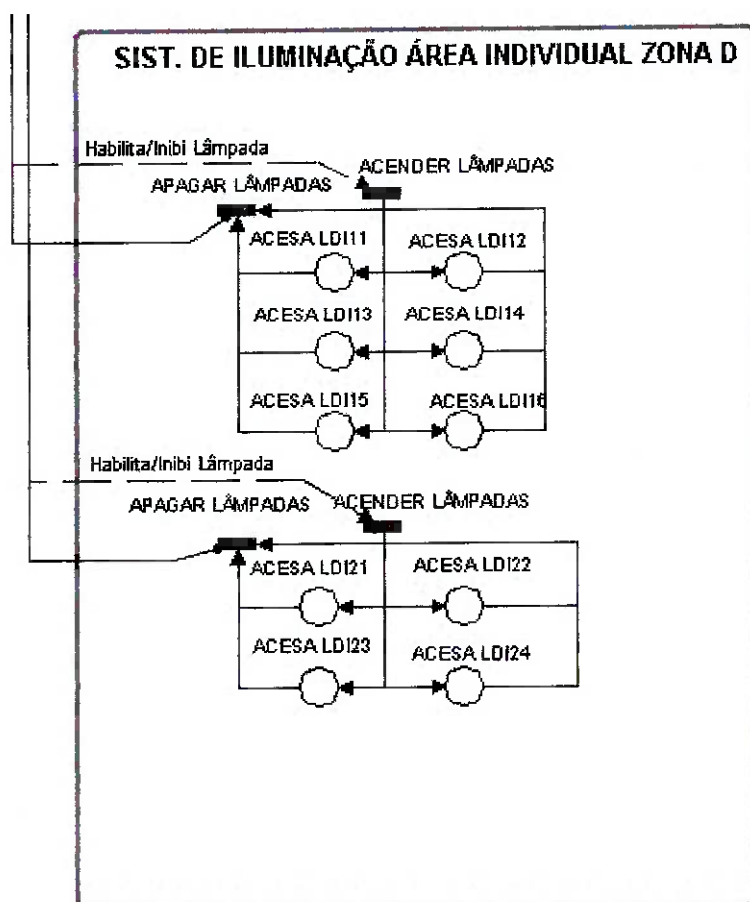 SIST. DE ILUMINAÇÃO ÁREA INDIVIDUAL ZONA D
Habilita/Inibi Lâmpada
ACENDER LÂMPADAS
APAGAR LÂMPADAS
ACESA LDI11
ACESA LDI12
ACESA LDI13
ACESA LDI14
ACESA LDI15
ACESA LDI16
Habilita/Inibi Lâmpada
APAGAR LÂMPADAS
ACENDER LÂMPADAS
ACESA LDI21
ACESA LDI22
ACESA LDI23
ACESA LDI24